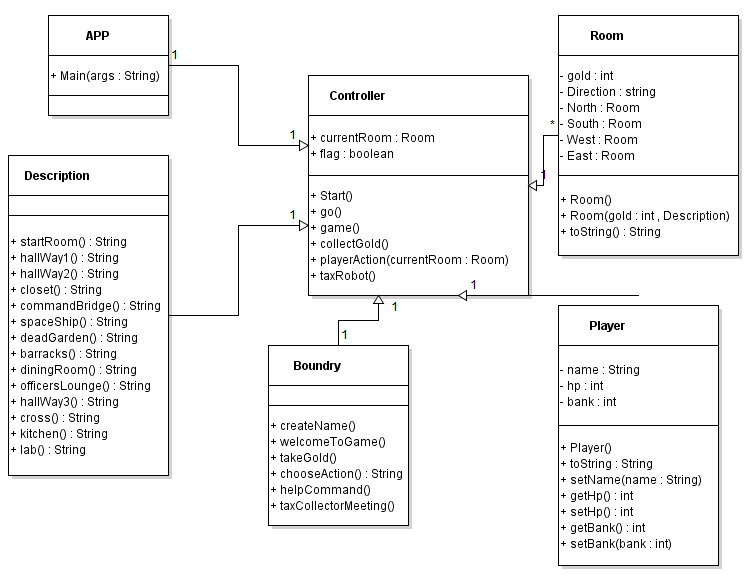 APP
+ Main(args : String)
1
Controller
1
+ currentRoom : Room
+ flag : boolean
+ Start()
+ go()
+ game()
+ collectGold()
+ playerAction(currentRoom : Room)
+ taxRobot()
Room
- gold : int
- Direction : string
- North : Room
- South : Room
- West : Room
- East : Room
+ Room()
+ Room(gold : int , Description)
+ toString() : String
*
1
Description
+ startRoom() : String
+ hallWay1() : String
+ hallWay2() : String
+ closet() : String
+ commandBridge() : String
+ spaceShip() : String
+ deadGarden() : String
+ barracks() : String
+ diningRoom() : String
+ officersLounge() : String
+ hallWay3() : String
+ cross() : String
+ kitchen() : String
+ lab() : String
1
1
1
1
Boundry
+ createName()
+ welcomeToGame()
+ takeGold()
+ chooseAction() : String
+ helpCommand()
+ taxCollectorMeeting()
Player
- name : String
- hp : int
- bank : int
+ Player()
+ toString : String
+ setName(name : String)
+ getHp() : int
+ setHp() : int
+ getBank() : int
+ setBank(bank : int)